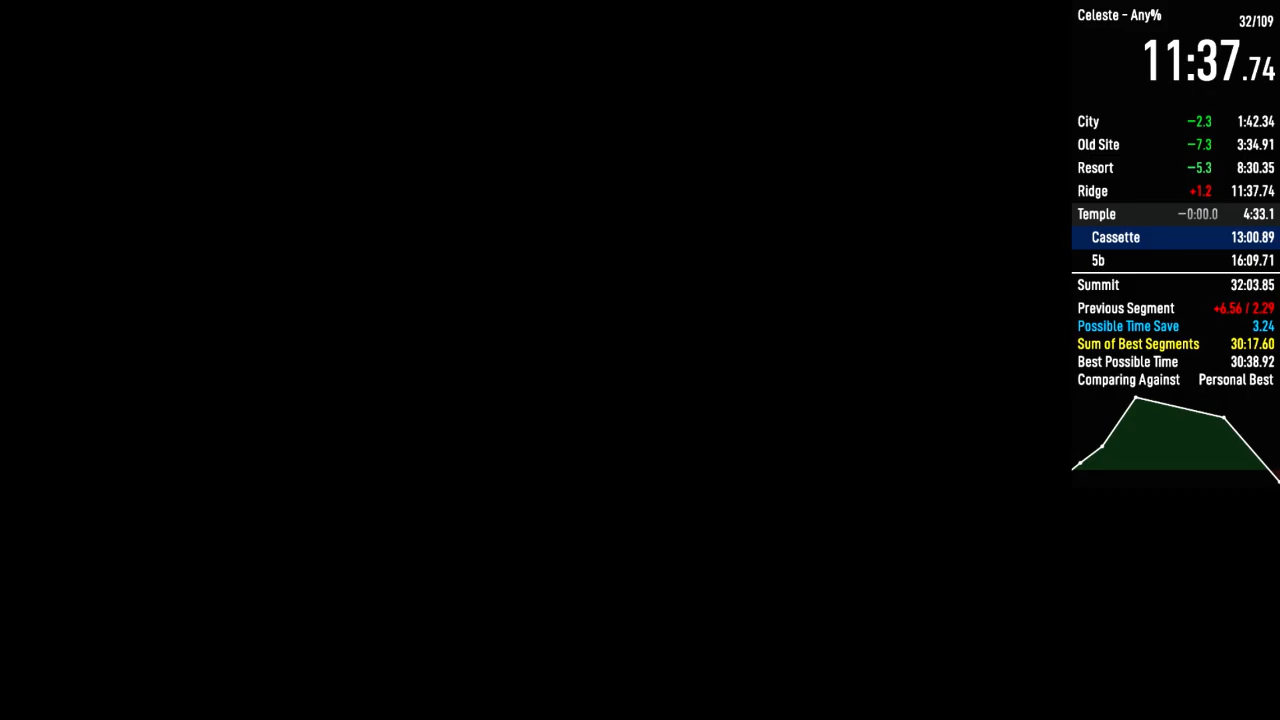 Celeste - Any%
32/109
11:37.74
City −2.3 1:42.34
Old Site −7.3 3:34.91
Resort −5.3 8:30.35
Ridge +1.2 11:37.74
Temple −0:00.0 4:33.1
Cassette 13:00.89
5b 16:09.71
Summit 32:03.85
Previous Segment +6.56 / 2.29
Possible Time Save 3.24
Sum of Best Segments 30:17.60
Best Possible Time 30:38.92
Comparing Against Personal Best